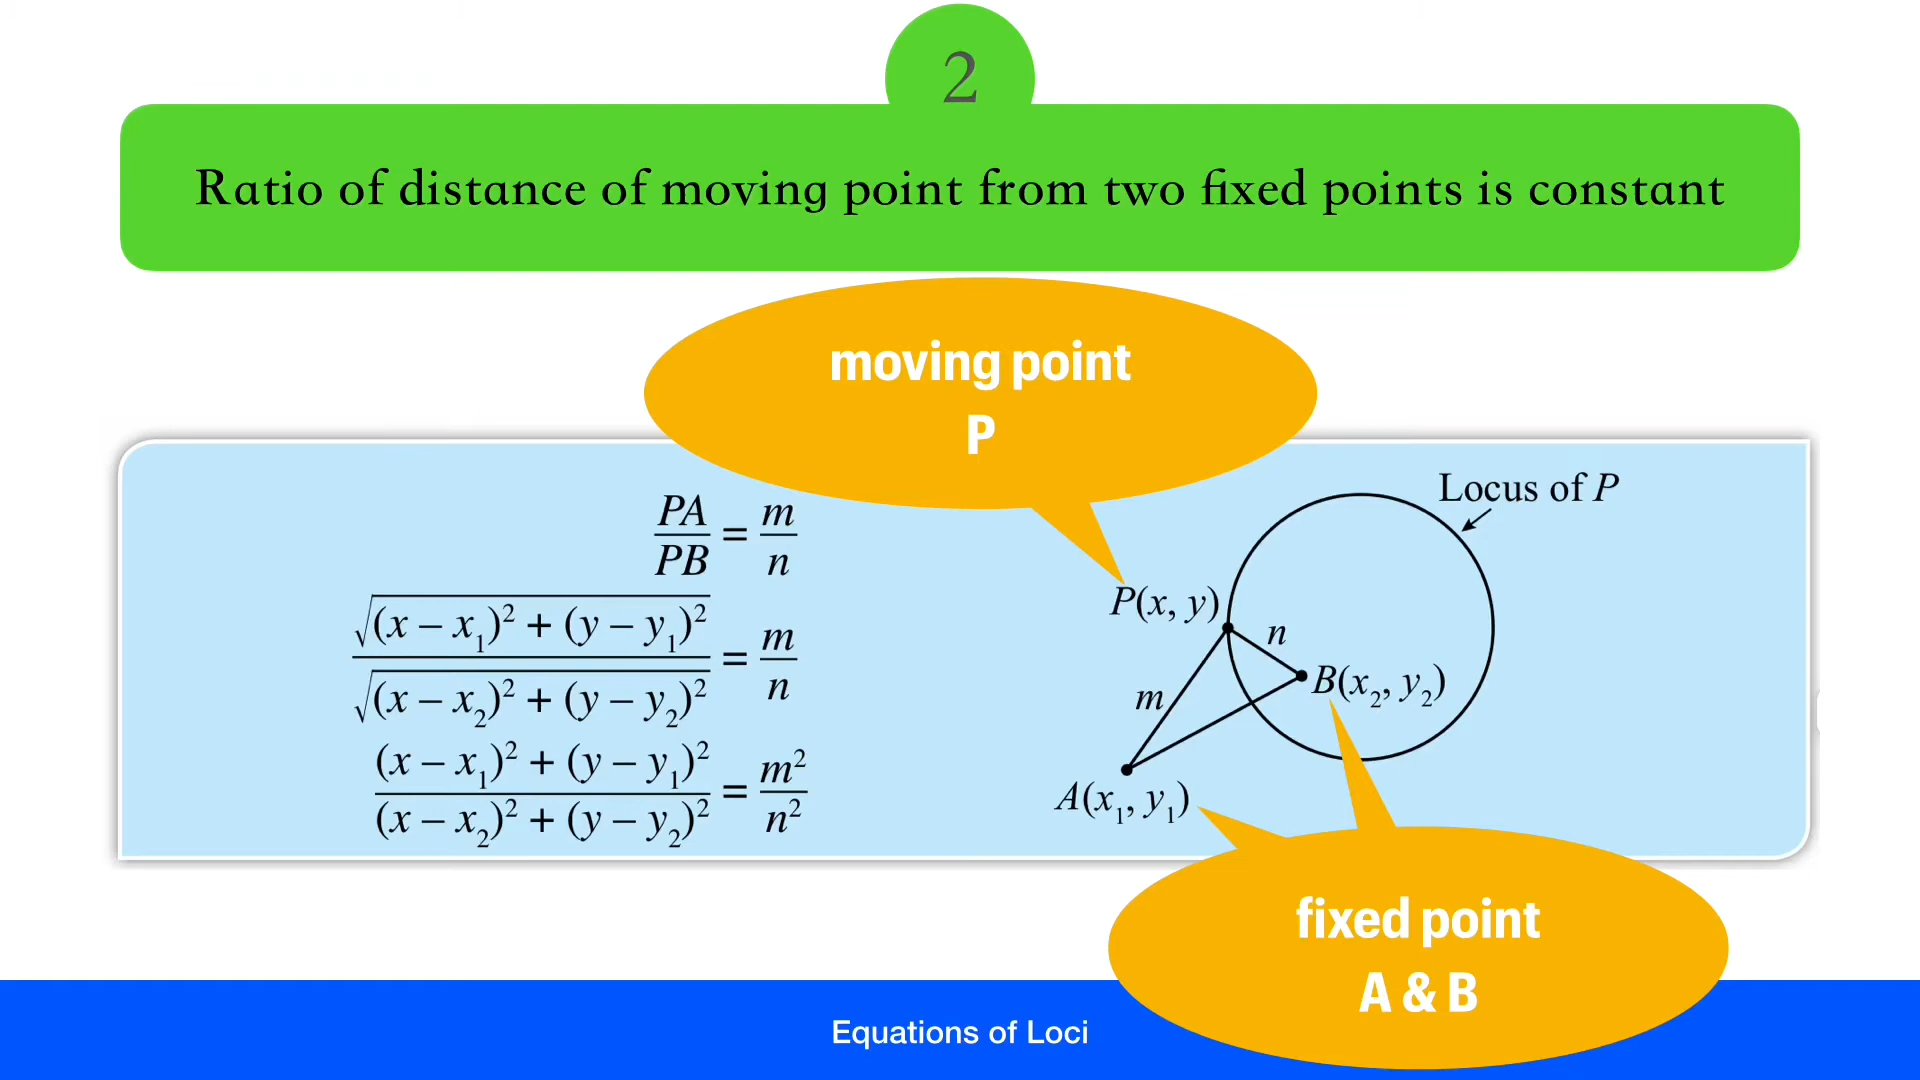 2
Ratio of distance of moving point from two fixed points is constant
moving point
P
PA/PB = m/n
√(x – x₁)² + (y – y₁)² / √(x – x₂)² + (y – y₂)² = m/n
(x – x₁)² + (y – y₁)² / (x – x₂)² + (y – y₂)² = m²/n²
Locus of P
P(x, y)
n
B(x₂, y₂)
m
A(x₁, y₁)
fixed point
A & B
Equations of Loci